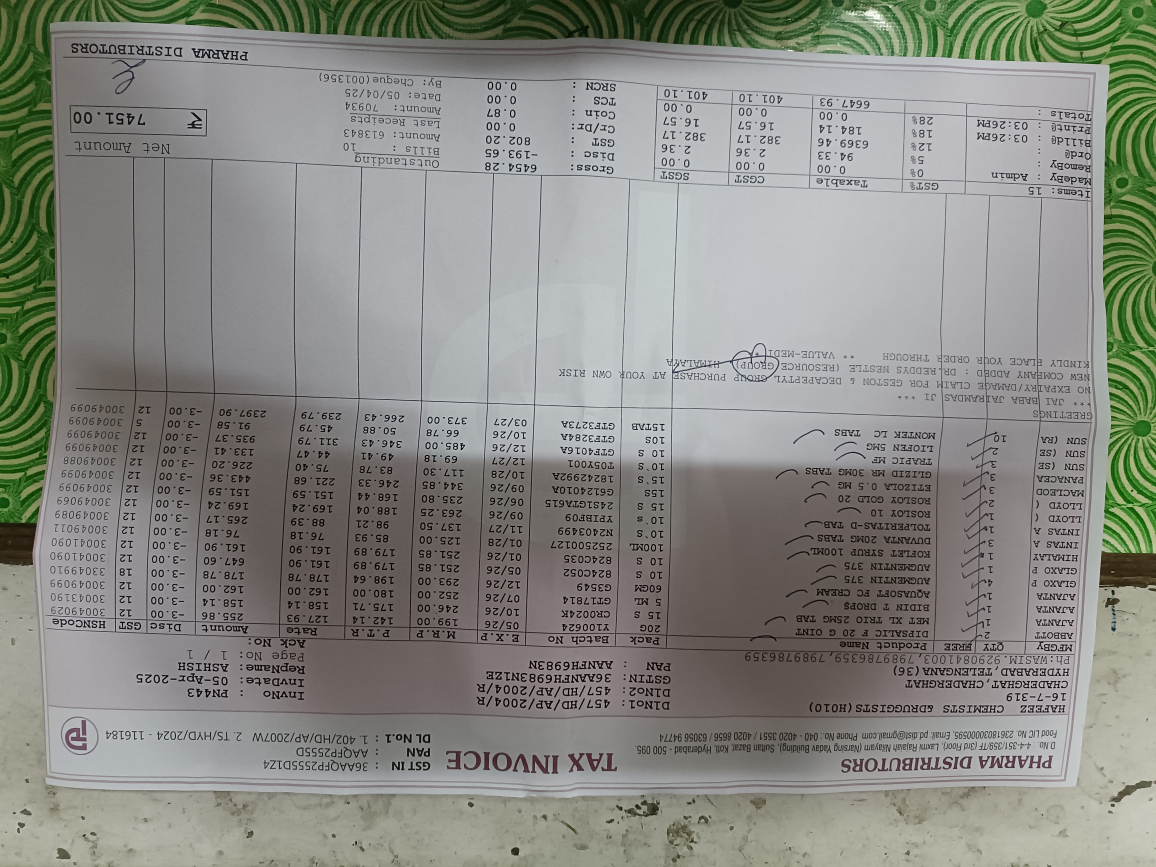 PHARMA DISTRIBUTORS
D.No. 4-4-351/359/TF (3rd Floor), Laxmi Rajaiah Nilayam (Narsing Yadav Building), Sultan Bazar, Koti, Hyderabad - 500 095.
Food LIC No. Email: pd.dist@gmail.com Phone No.: 040 - 4020 3551 / 4020 8656 / 93056 94774
TAX INVOICE
GST IN : 36AAQFP2555D1Z4
PAN : AAQFP2555D
DL No.1 : 1. 402/HD/AP/2007W 2. TS/HYD/2024 - 116184
HAFEEZ CHEMISTS &DRUGGISTS (H010)
16-7-319
CHADERGHAT, CHADERGHAT
HYDERABAD, TELENGANA (36)
Ph:WASIM.9290841003,7989786359,7989786359
DlNo1: 457/HD/AP/2004/R
DlNo2: 457/HD/AP/2004/R
GSTIN: 36AANFH6983N1ZE
PAN : AANFH6983N
InvNo : PN443
InvDate: 05-Apr-2025
RepName: ASHISH
Page No: 1 / 1
Ack No:
MFGBY QTY FREE Product Name Pack Batch No E.X.P M.R.P P.T.R Rate Amount Disc GST HSNCode
ABBOTT 2 DIPSALIC F 20 G OINT 20G YI00624 05/26 199.00 142.14 127.93 255.86 -3.00 12 30049029
AJANTA 1 MET XL TRIO 25MG TAB 15 S CKR0024 10/26 246.00 175.71 158.14 158.14 -3.00 12
AJANTA 1 BIDIN T DROPS 5 ML GT17814 07/26 252.00 180.00 162.00 162.00 -3.00 12
AJANTA 1 AQUASOFT FC CREAM 60GM G3549 12/26 293.00 198.64 178.78 178.78 -3.00 18
GLAXO P 4 AUGMENTIN 375 10 S B24C052 05/26 251.85 179.89 161.90 647.60 -3.00 12 30041090
GLAXO P 1 AUGMENTIN 375 10 S B24C035 01/26 251.85 179.89 161.90 161.90 -3.00 12 30041090
HIMALAY 1 KOFLET SYRUP 100ML 100ML 252500127 01/28 125.00 85.93 76.18 76.18 -3.00 12 30049011
INTAS A 3 DUVANTA 20MG TABS 10`S N2403499 11/27 137.50 98.21 88.39 265.17 -3.00 12 30049089
INTAS A 1 TOLPERITAS-D TAB 10`s YPIBF09 09/26 263.25 188.04 169.24 169.24 -3.00 12 30049069
LLOYD ( 1 ROSLOY 10 15 S 24S1GTA615 06/26 235.80 168.44 151.59 151.59 -3.00 12 30049099
LLOYD ( 2 ROSLOY GOLD 20 15S G24120410 09/26 344.85 246.33 221.68 443.36 -3.00 12 30049099
MACLEOD 3 ETIZOLA 0.5 MG 15.'S 18242992A 10/28 117.30 83.78 75.40 226.20 -3.00 12 30049088
PANACEA 3 GLIZID MR 30MG TABS 10`S T057001 12/27 69.18 49.41 44.47 133.41 -3.00 12 30049099
SUN (SE 3 TRAPIC MF 10 S GTF4016A 12/26 485.00 346.43 311.79 935.37 -3.00 12 30049099
SUN (SE 2 LIOFEN 5MG 10S GTF3284A 10/26 66.78 50.88 45.79 91.58 -3.00 5 30049099
SUN (RA 10 MONTEK LC TABS 15TAB GTF3273A 03/27 373.00 266.43 239.79 2397.90 -3.00 12 30049099
GREETINGS
*** JAI BABA JAIRAMDAS JI ***
NO EXPAIRY/DAMAGE CLAIM FOR GESTON & DECAPEPTYL GROUP PURCHASE AT YOUR OWN RISK
NEW COMPANY ADDED : DR.REDDYS NESTLE (RESOURCE GROUP) HIMALAYA
KINDLY PLACE YOUR ORDER THROUGH ** VALUE-MEDI **
Items: 15 GST% Taxable CGST SGST
MadeBy : Admin 0% 0.00 0.00 0.00
RemoBy : 5% 94.33 2.36 2.36
Ord@ : 12% 6369.46 382.17 382.17
Bill@ : 03:26PM 18% 184.14 16.57 16.57
Print@ : 03:26PM 28% 0.00 0.00 0.00
Totals : 6647.93 401.10 401.10
Gross: 6454.28
Disc : -193.65
GST : 802.20
Cr/Dr: 0.00
Coin : 0.87
TCS : 0.00
SRCN : 0.00
Outstanding
Bills : 10
Amount: 613843
Last Receipts
Amount: 70934
Date: 05/04/25
By: Cheque(001356)
Net Amount
₹ 7451.00
PHARMA DISTRIBUTORS